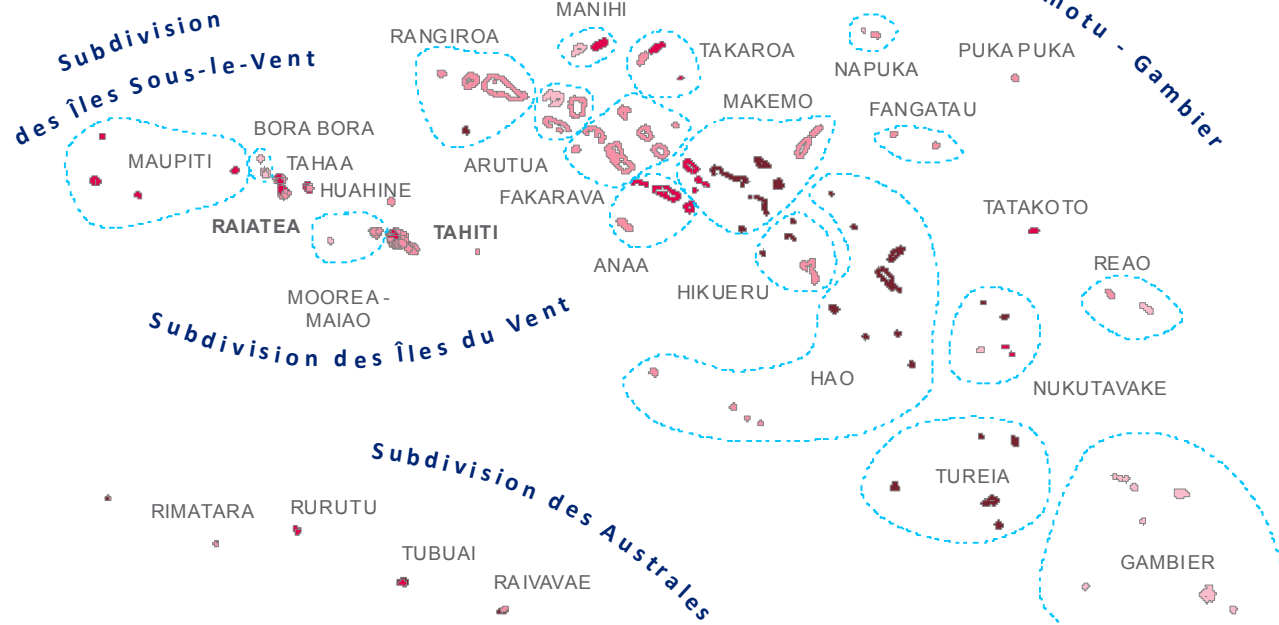 MANIHI
Subdivision
des Îles Sous-le-Vent
RANGIROA
TAKAROA
NAPUKA
PUKA PUKA
motu - Gambier
MAKEMO
FANGATAU
BORA BORA
MAUPITI
TAHAA
ARUTUA
HUAHINE
FAKARAVA
TATAKOTO
RAIATEA
TAHITI
ANAA
REAO
HIKUERU
MOOREA -
MAIAO
Subdivision des Îles du Vent
HAO
NUKUTAVAKE
Subdivision des Australes
TUREIA
RIMATARA
RURUTU
TUBUAI
RAIVAVAE
GAMBIER